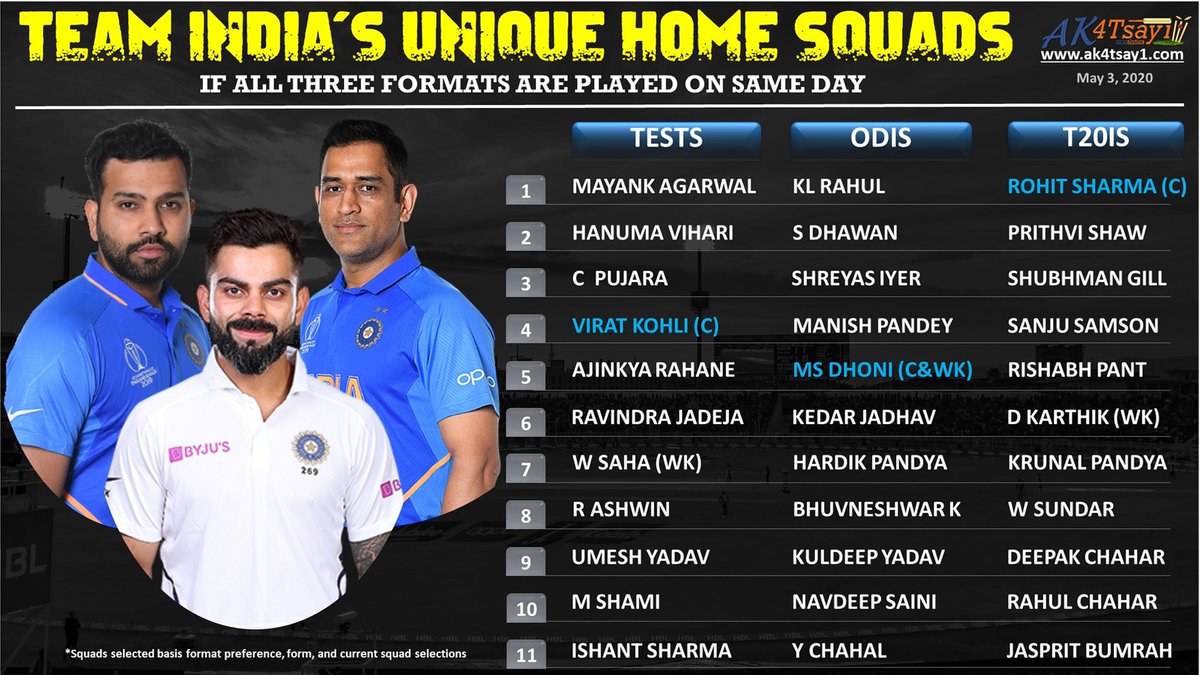 TEAM INDIA´S UNIQUE HOME SQUADS
AK4Tsay1
www.ak4tsay1.com
IF ALL THREE FORMATS ARE PLAYED ON SAME DAY
May 3, 2020
TESTS ODIS T20IS
1 MAYANK AGARWAL KL RAHUL ROHIT SHARMA (C)
2 HANUMA VIHARI S DHAWAN PRITHVI SHAW
3 C PUJARA SHREYAS IYER SHUBHMAN GILL
4 VIRAT KOHLI (C) MANISH PANDEY SANJU SAMSON
5 AJINKYA RAHANE MS DHONI (C&WK) RISHABH PANT
6 RAVINDRA JADEJA KEDAR JADHAV D KARTHIK (WK)
7 W SAHA (WK) HARDIK PANDYA KRUNAL PANDYA
8 R ASHWIN BHUVNESHWAR K W SUNDAR
9 UMESH YADAV KULDEEP YADAV DEEPAK CHAHAR
10 M SHAMI NAVDEEP SAINI RAHUL CHAHAR
11 ISHANT SHARMA Y CHAHAL JASPRIT BUMRAH
oppo
BYJU'S
269
*Squads selected basis format preference, form, and current squad selections